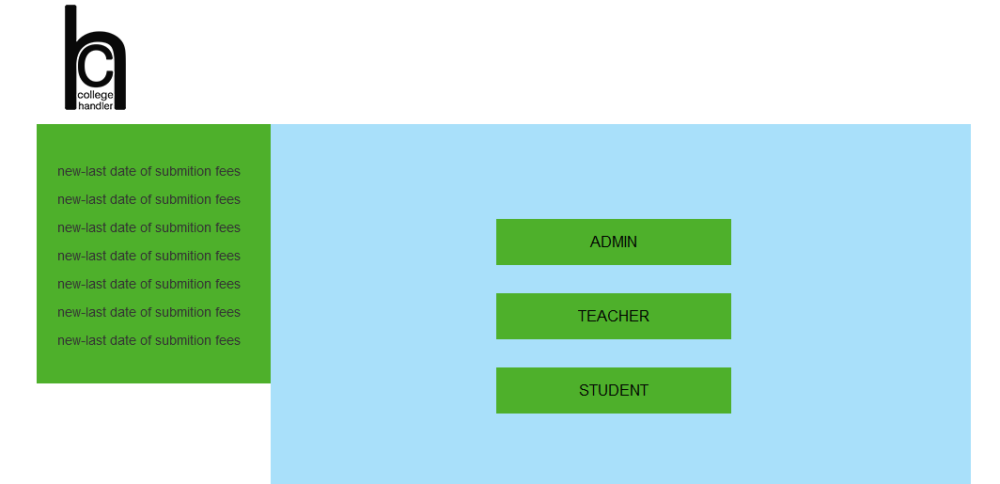 hc
college
handler
new-last date of submition fees
new-last date of submition fees
new-last date of submition fees
new-last date of submition fees
new-last date of submition fees
new-last date of submition fees
new-last date of submition fees
ADMIN
TEACHER
STUDENT